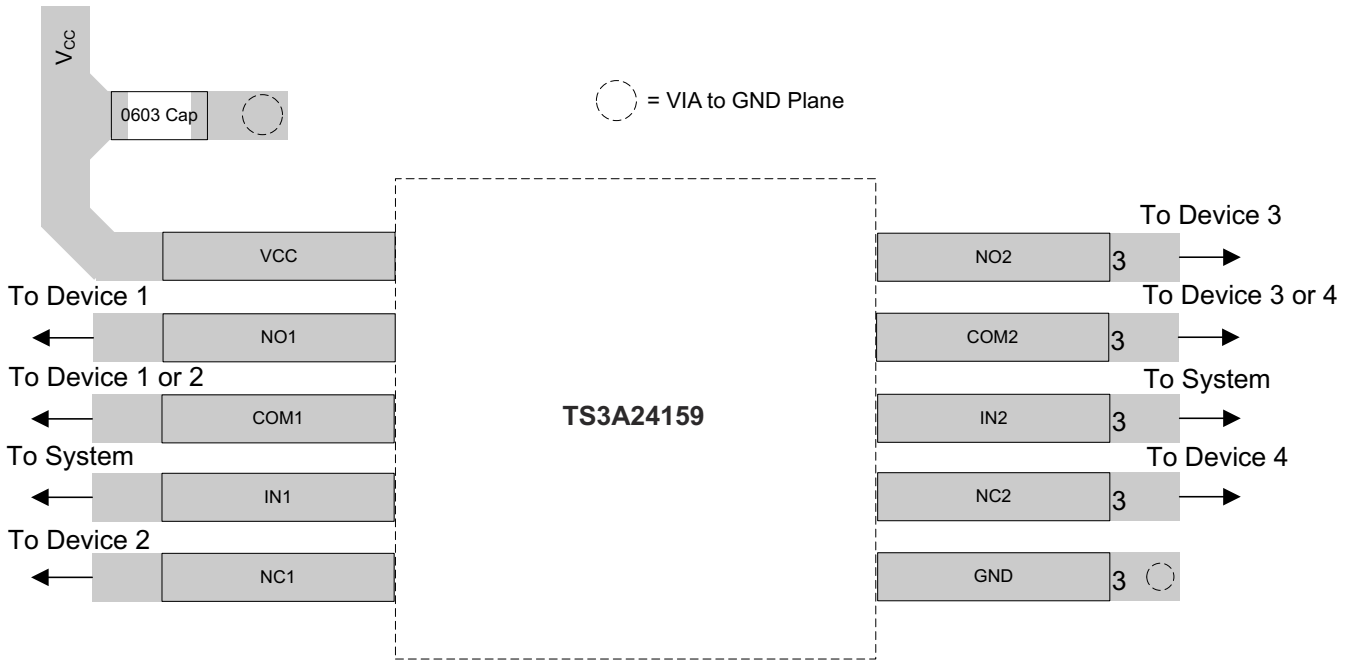 VCC
0603 Cap
= VIA to GND Plane
To Device 3
VCC
NO2
3
To Device 1
To Device 3 or 4
NO1
COM2
3
To Device 1 or 2
To System
COM1
TS3A24159
IN2
3
To System
To Device 4
IN1
NC2
3
To Device 2
NC1
GND
3